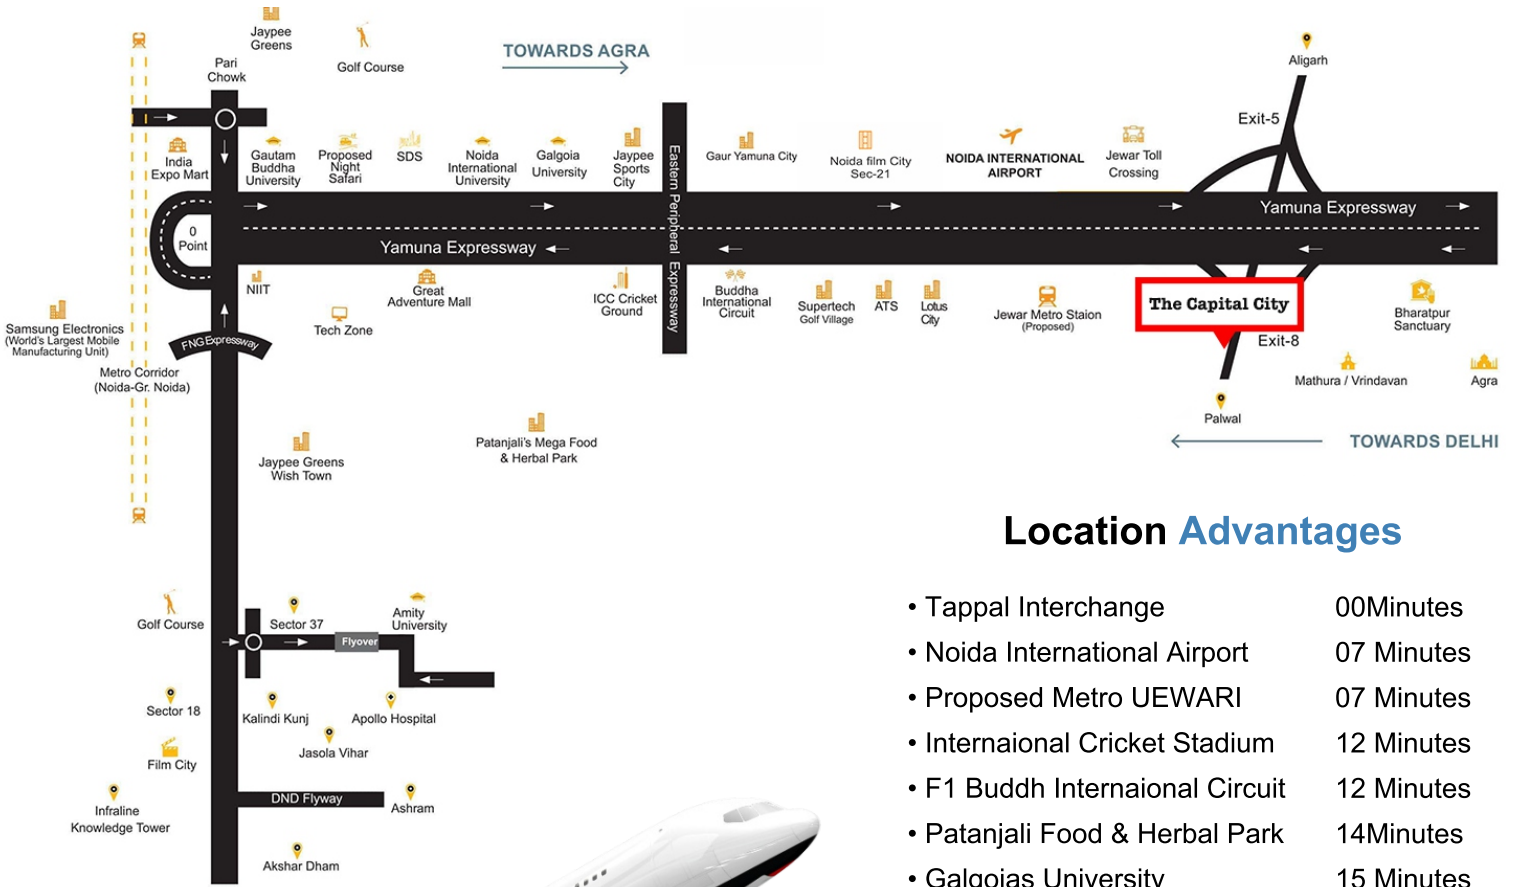 Jaypee
Greens
Golf Course
TOWARDS AGRA
Pari
Chowk
Aligarh
Exit-5
India
Expo Mart
Gautam
Buddha
University
Proposed
Night
Safari
SDS
Noida
International
University
Galgoia
University
Jaypee
Sports
City
Eastern Peripheral Expressway
Gaur Yamuna City
Noida film City
Sec-21
NOIDA INTERNATIONAL
AIRPORT
Jewar Toll
Crossing
Yamuna Expressway
0
Point
Yamuna Expressway
NIIT
Great
Adventure Mall
Tech Zone
ICC Cricket
Ground
Buddha
International
Circuit
Supertech
Golf Village
ATS
Lotus
City
Jewar Metro Staion
(Proposed)
The Capital City
Exit-8
Bharatpur
Sanctuary
Samsung Electronics
(World's Largest Mobile
Manufacturing Unit)
FNG Expressway
Metro Corridor
(Noida-Gr. Noida)
Mathura / Vrindavan
Agra
Palwal
TOWARDS DELHI
Jaypee Greens
Wish Town
Patanjali's Mega Food
& Herbal Park
Golf Course
Sector 37
Amity
University
Flyover
Sector 18
Kalindi Kunj
Apollo Hospital
Jasola Vihar
Film City
Infraline
Knowledge Tower
DND Flyway
Ashram
Akshar Dham
Location Advantages
• Tappal Interchange 00Minutes
• Noida International Airport 07 Minutes
• Proposed Metro UEWARI 07 Minutes
• Internaional Cricket Stadium 12 Minutes
• F1 Buddh Internaional Circuit 12 Minutes
• Patanjali Food & Herbal Park 14Minutes
• Galgoias University 15 Minutes